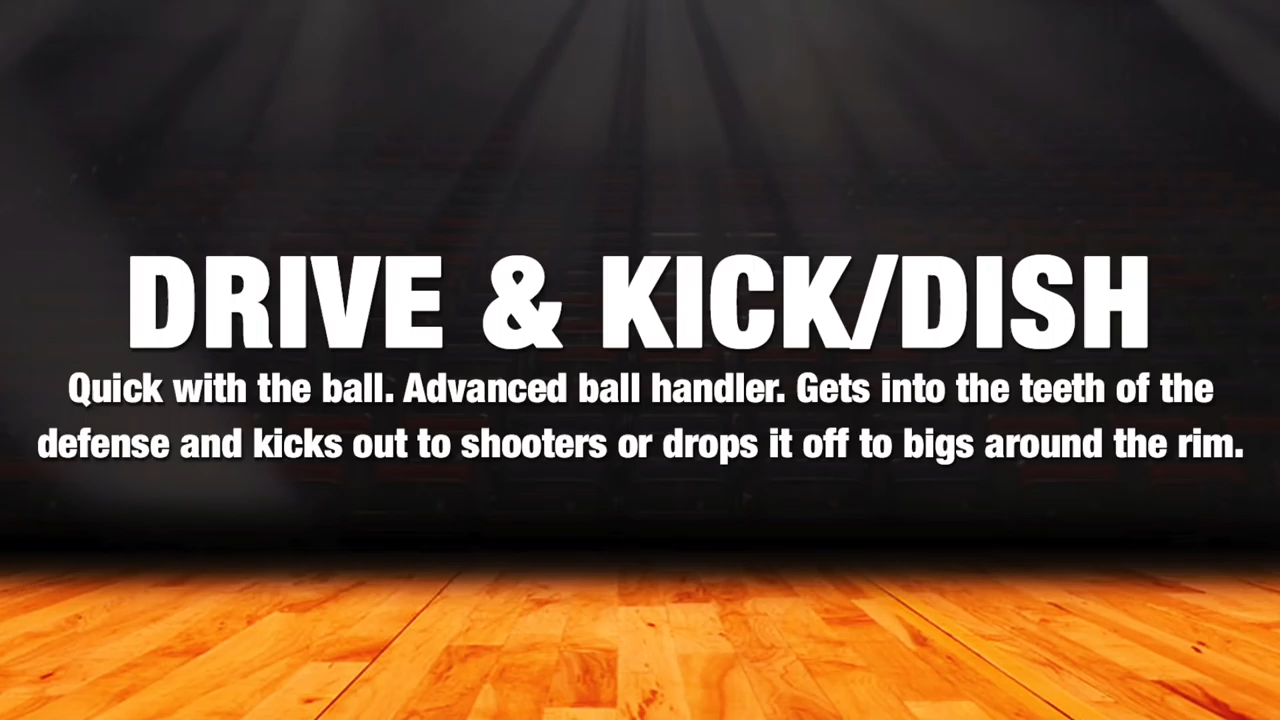 DRIVE & KICK/DISH
Quick with the ball. Advanced ball handler. Gets into the teeth of the
defense and kicks out to shooters or drops it off to bigs around the rim.